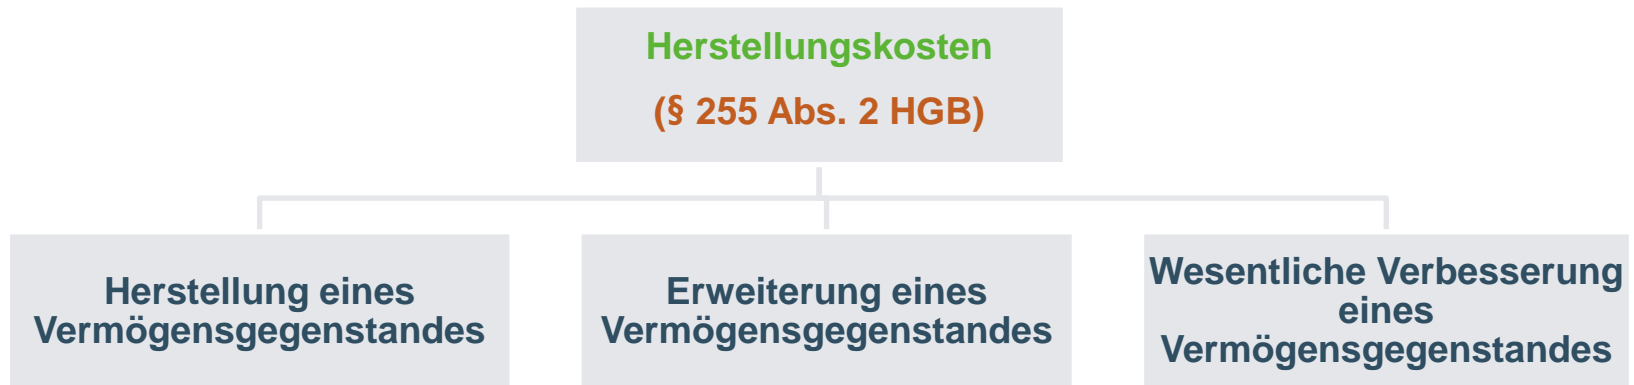 Herstellungskosten
(§ 255 Abs. 2 HGB)
Herstellung eines
Vermögensgegenstandes
Erweiterung eines
Vermögensgegenstandes
Wesentliche Verbesserung
eines
Vermögensgegenstandes